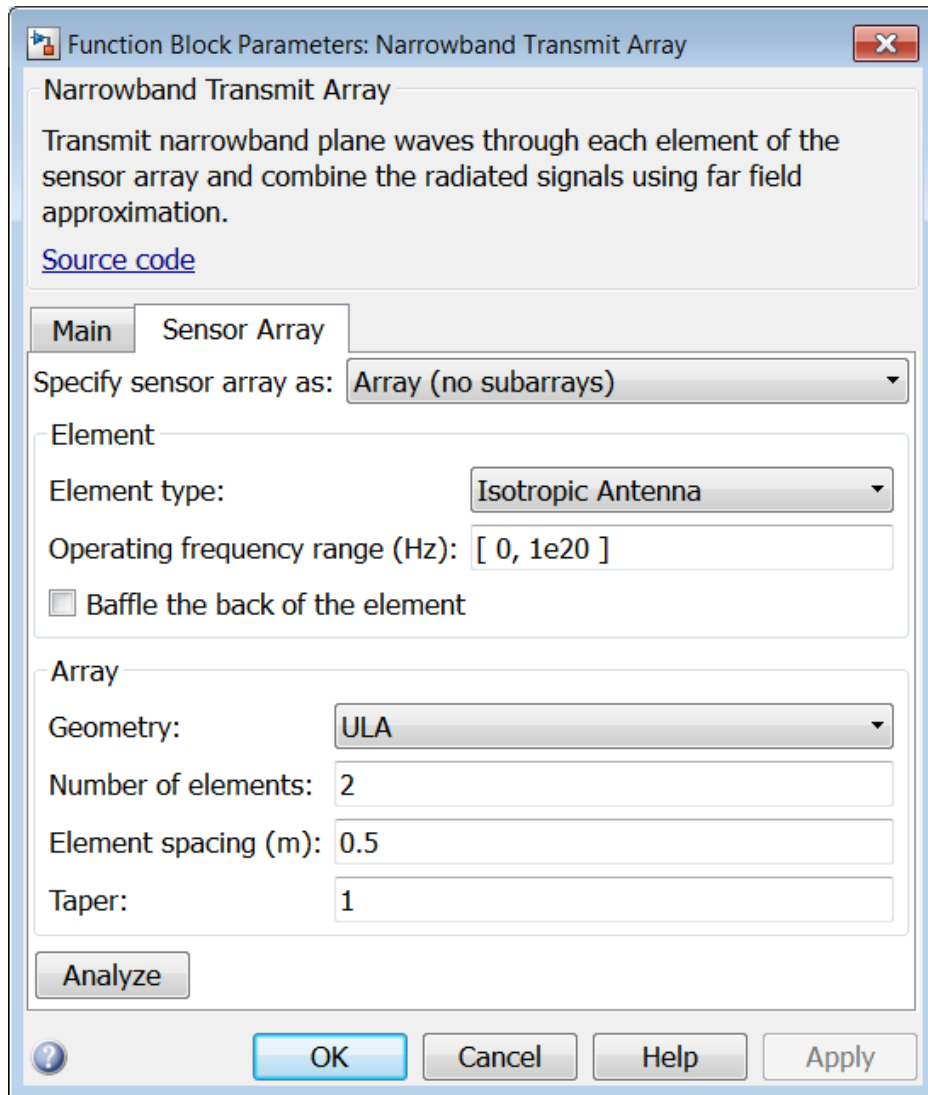 Function Block Parameters: Narrowband Transmit Array
Narrowband Transmit Array
Transmit narrowband plane waves through each element of the
sensor array and combine the radiated signals using far field
approximation.
Source code
Main Sensor Array
Specify sensor array as: Array (no subarrays)
Element
Element type: Isotropic Antenna
Operating frequency range (Hz): [ 0, 1e20 ]
Baffle the back of the element
Array
Geometry: ULA
Number of elements: 2
Element spacing (m): 0.5
Taper: 1
Analyze
? OK Cancel Help Apply